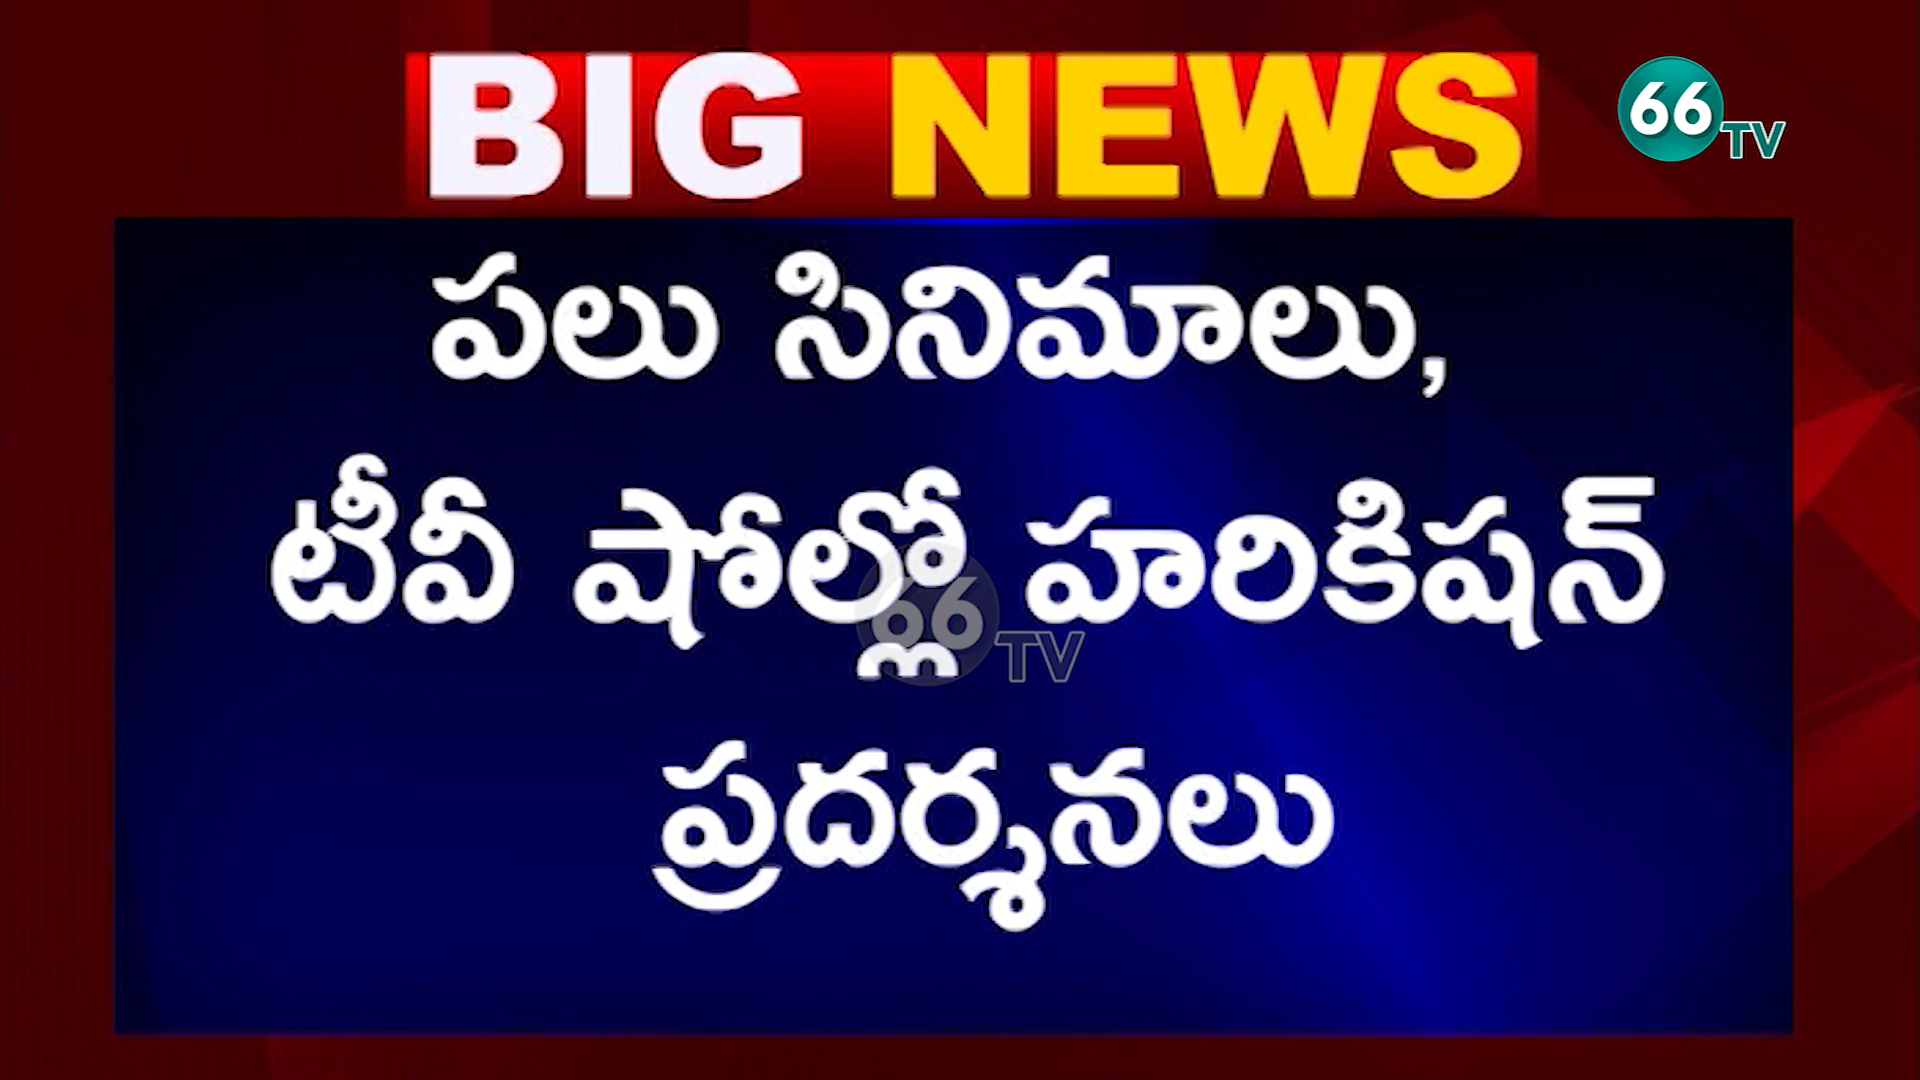 BIG NEWS
66 TV
పలు సినిమాలు,
టీవీ షోల్లో హరికిషన్
66 TV
ప్రదర్శనలు